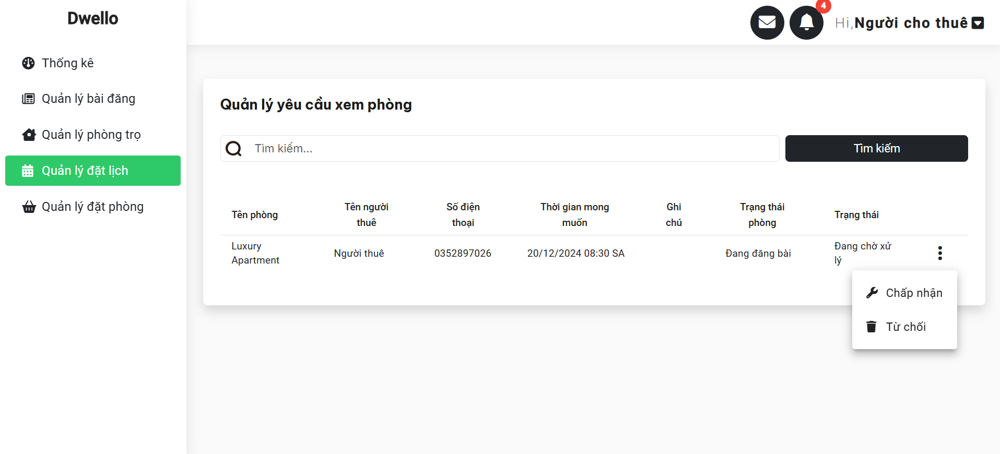 Dwello
4
Hi,Người cho thuê
Thống kê
Quản lý bài đăng
Quản lý phòng trọ
Quản lý đặt lịch
Quản lý đặt phòng
Quản lý yêu cầu xem phòng
Tìm kiếm...
Tìm kiếm
Tên phòng
Tên người
thuê
Số điện
thoại
Thời gian mong
muốn
Ghi
chú
Trạng thái
phòng
Trạng thái
Luxury
Apartment
Người thuê
0352897026
20/12/2024 08:30 SA
Đang đăng bài
Đang chờ xử
lý
Chấp nhận
Từ chối